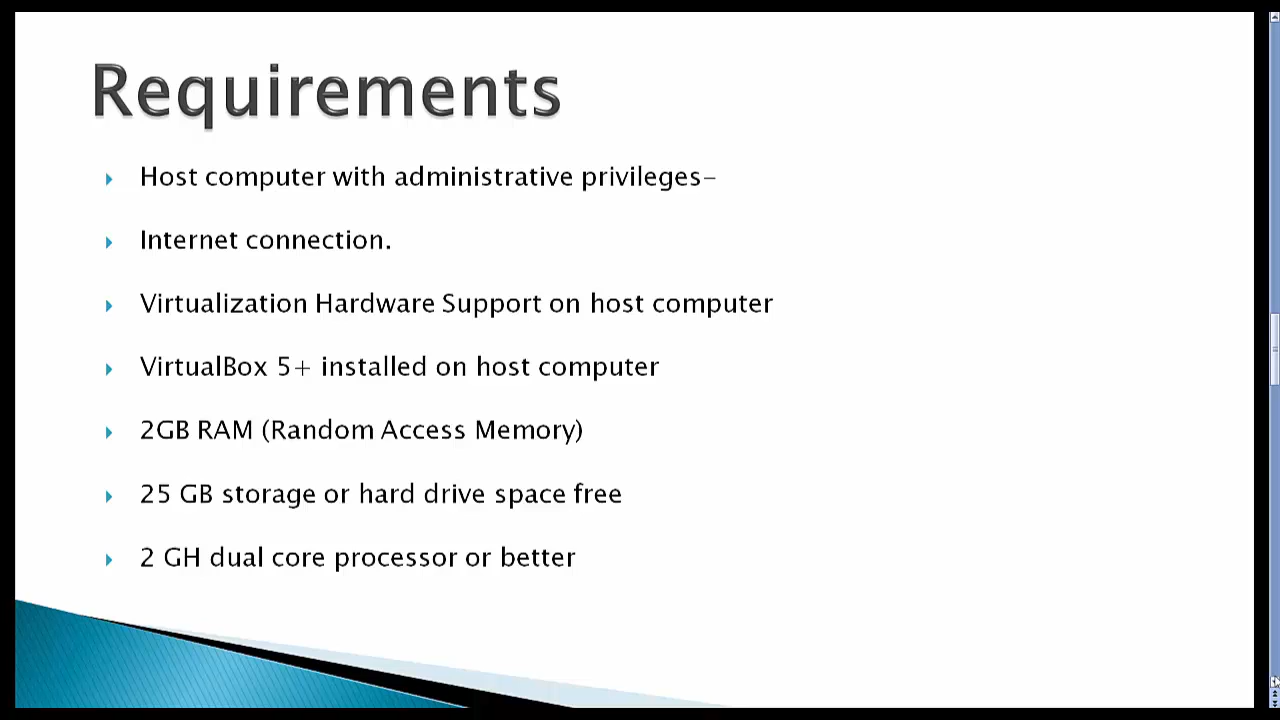 Requirements
Host computer with administrative privileges-
Internet connection.
Virtualization Hardware Support on host computer
VirtualBox 5+ installed on host computer
2GB RAM (Random Access Memory)
25 GB storage or hard drive space free
2 GH dual core processor or better